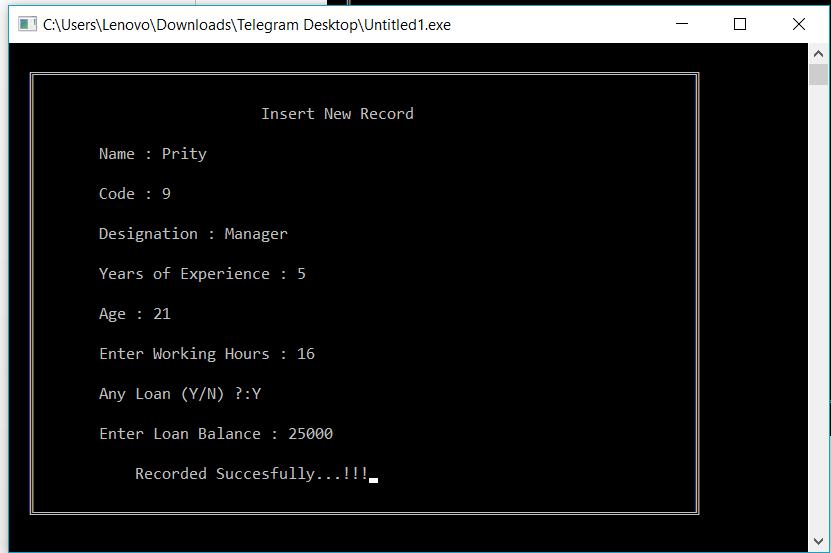 C:\Users\Lenovo\Downloads\Telegram Desktop\Untitled1.exe
Insert New Record
Name : Prity
Code : 9
Designation : Manager
Years of Experience : 5
Age : 21
Enter Working Hours : 16
Any Loan (Y/N) ?:Y
Enter Loan Balance : 25000
Recorded Succesfully...!!!